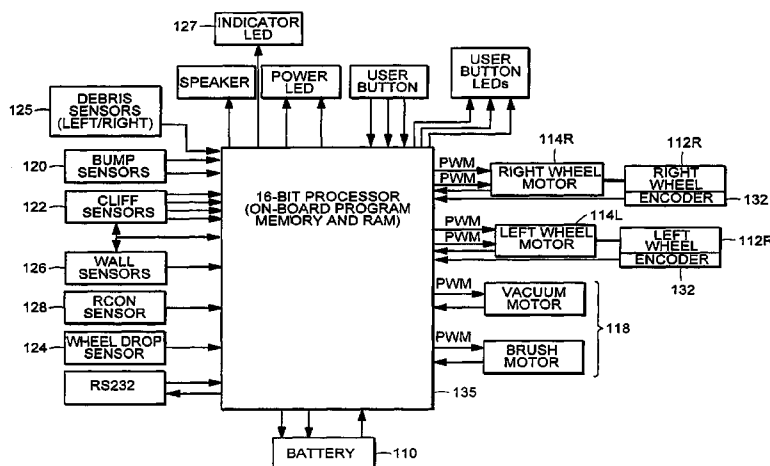 127
INDICATOR
LED
SPEAKER
POWER
LED
USER
BUTTON
USER
BUTTON
LEDs
125
DEBRIS
SENSORS
(LEFT/RIGHT)
120
BUMP
SENSORS
122
CLIFF
SENSORS
126
WALL
SENSORS
128
RCON
SENSOR
124
WHEEL DROP
SENSOR
RS232
16-BIT PROCESSOR
(ON-BOARD PROGRAM
MEMORY AND RAM)
135
114R
112R
PWM
PWM
RIGHT WHEEL
MOTOR
RIGHT
WHEEL
ENCODER
132
114L
PWM
PWM
LEFT WHEEL
MOTOR
LEFT
WHEEL
ENCODER
112R
132
PWM
VACUUM
MOTOR
118
PWM
BRUSH
MOTOR
BATTERY
110